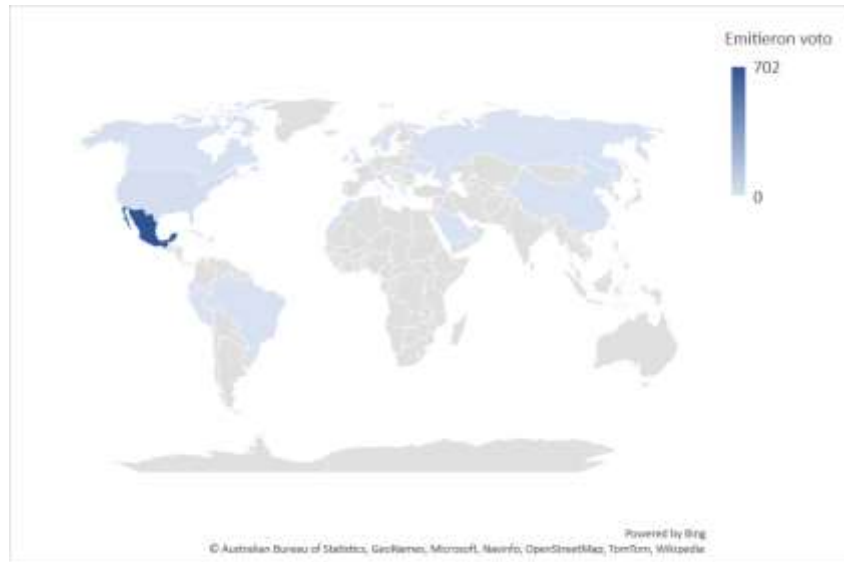 Emitieron voto
702
0
Powered by Bing
© Australian Bureau of Statistics, GeoNames, Microsoft, Navinfo, OpenStreetMap, TomTom, Wikipedia